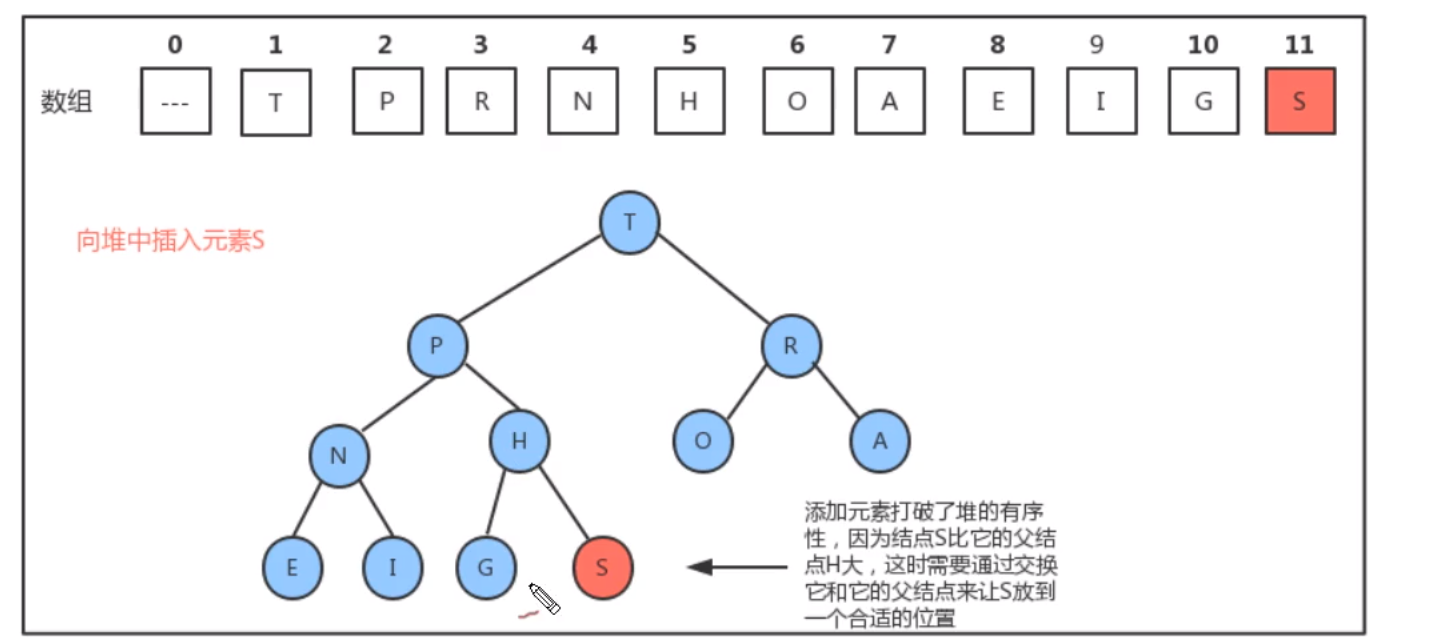 0 1 2 3 4 5 6 7 8 9 10 11
数组 --- T P R N H O A E I G S
向堆中插入元素S
T
P R
N H O A
E I G S
添加元素打破了堆的有序
性，因为结点S比它的父结
点H大，这时需要通过交换
它和它的父结点来让S放到
一个合适的位置